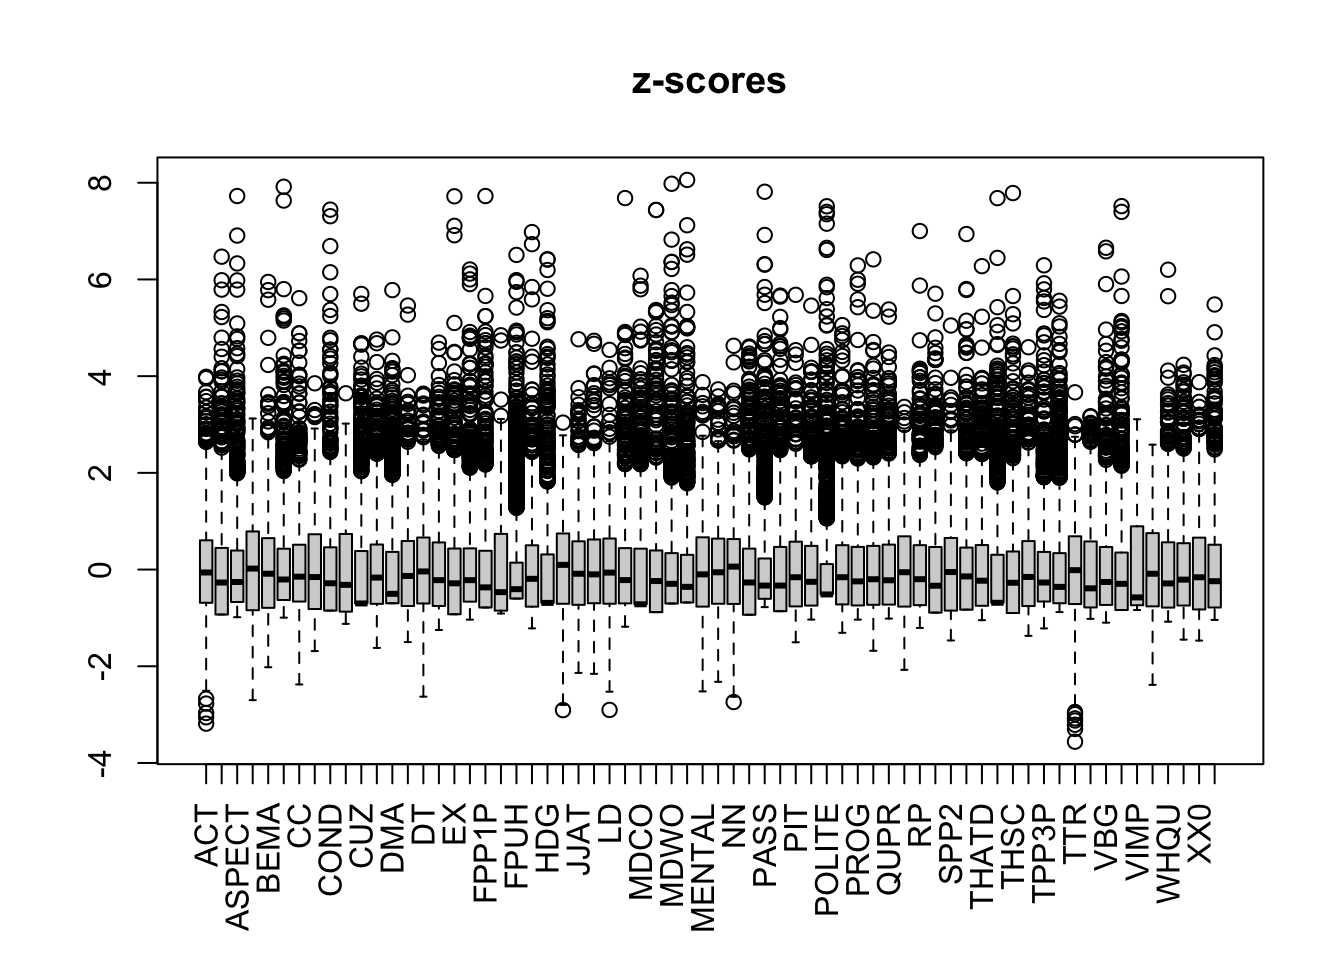 z-scores
8
6
4
2
0
-2
-4
ACT
ASPECT
BEMA
CC
COND
CUZ
DMA
DT
EX
FPP1P
FPUH
HDG
JJAT
LD
MDCO
MDWO
MENTAL
NN
PASS
PIT
POLITE
PROG
QUPR
RP
SPP2
THATD
THSC
TPP3P
TTR
VBG
VIMP
WHQU
XX0